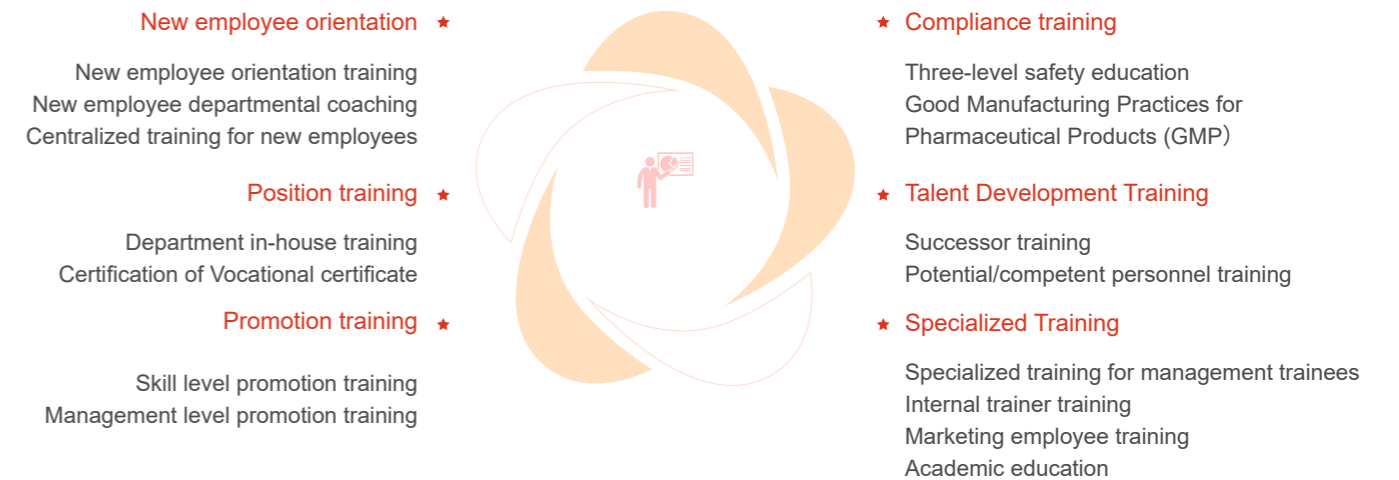 New employee orientation
New employee orientation training
New employee departmental coaching
Centralized training for new employees
Position training
Department in-house training
Certification of Vocational certificate
Promotion training
Skill level promotion training
Management level promotion training
Compliance training
Three-level safety education
Good Manufacturing Practices for
Pharmaceutical Products (GMP）
Talent Development Training
Successor training
Potential/competent personnel training
Specialized Training
Specialized training for management trainees
Internal trainer training
Marketing employee training
Academic education